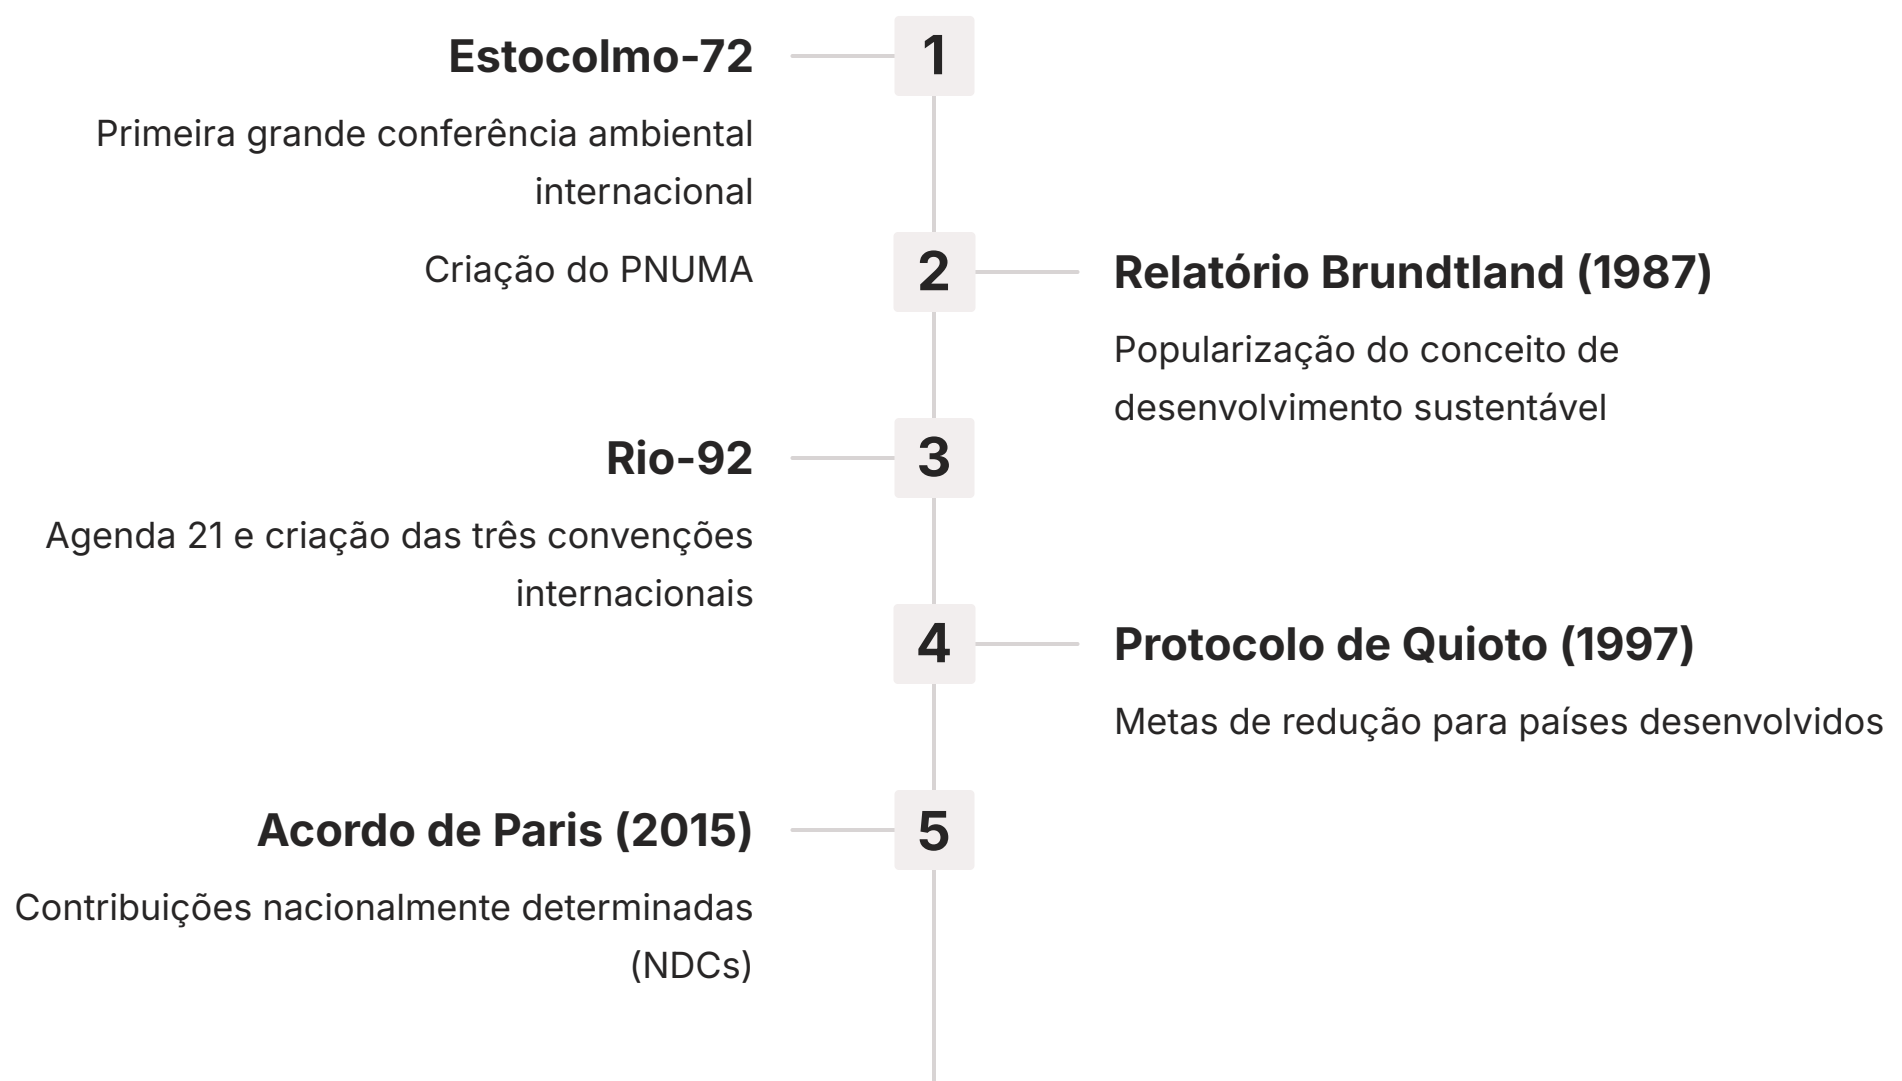 Estocolmo-72
1
Primeira grande conferência ambiental
internacional
Criação do PNUMA
2
Relatório Brundtland (1987)
Popularização do conceito de
desenvolvimento sustentável
Rio-92
3
Agenda 21 e criação das três convenções
internacionais
4
Protocolo de Quioto (1997)
Metas de redução para países desenvolvidos
Acordo de Paris (2015)
5
Contribuições nacionalmente determinadas
(NDCs)